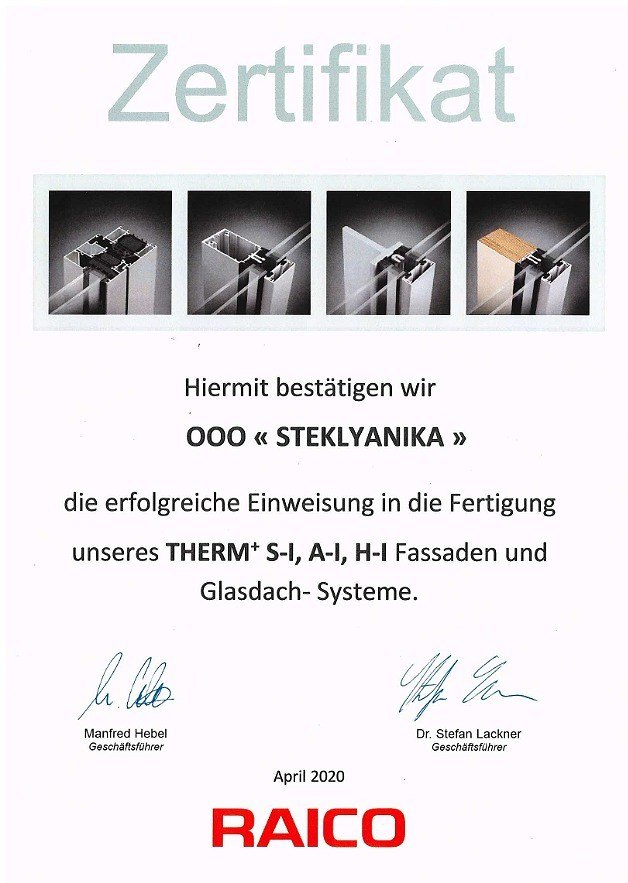 Zertifikat
Hiermit bestätigen wir
OOO « STEKLYANIKA »
die erfolgreiche Einweisung in die Fertigung
unseres THERM⁺ S-I, A-I, H-I Fassaden und
Glasdach- Systeme.
Manfred Hebel
Geschäftsführer
Dr. Stefan Lackner
Geschäftsführer
April 2020
RAICO